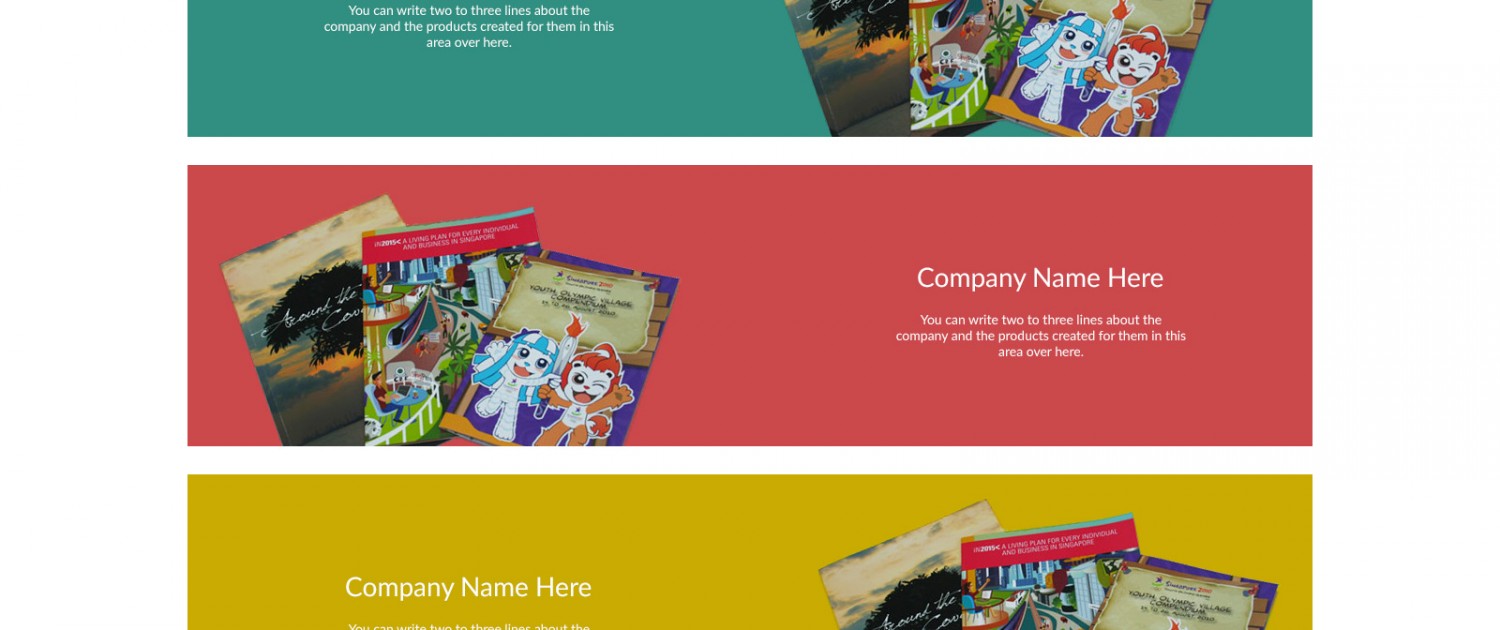 You can write two to three lines about the
company and the products created for them in this
area over here.
iN2015< A LIVING PLAN FOR EVERY INDIVIDUAL
AND BUSINESS IN SINGAPORE
Around the
SINGAPORE ZOO
YOUTH OLYMPIC VILLAGE
COMPENDIUM
Company Name Here
You can write two to three lines about the
company and the products created for them in this
area over here.
Company Name Here
You can write two to three lines about the
iN2015< A LIVING PLAN FOR EVERY INDIVIDUAL
AND BUSINESS IN SINGAPORE
Around the
SINGAPORE ZOO
YOUTH OLYMPIC VILLAGE
COMPENDIUM